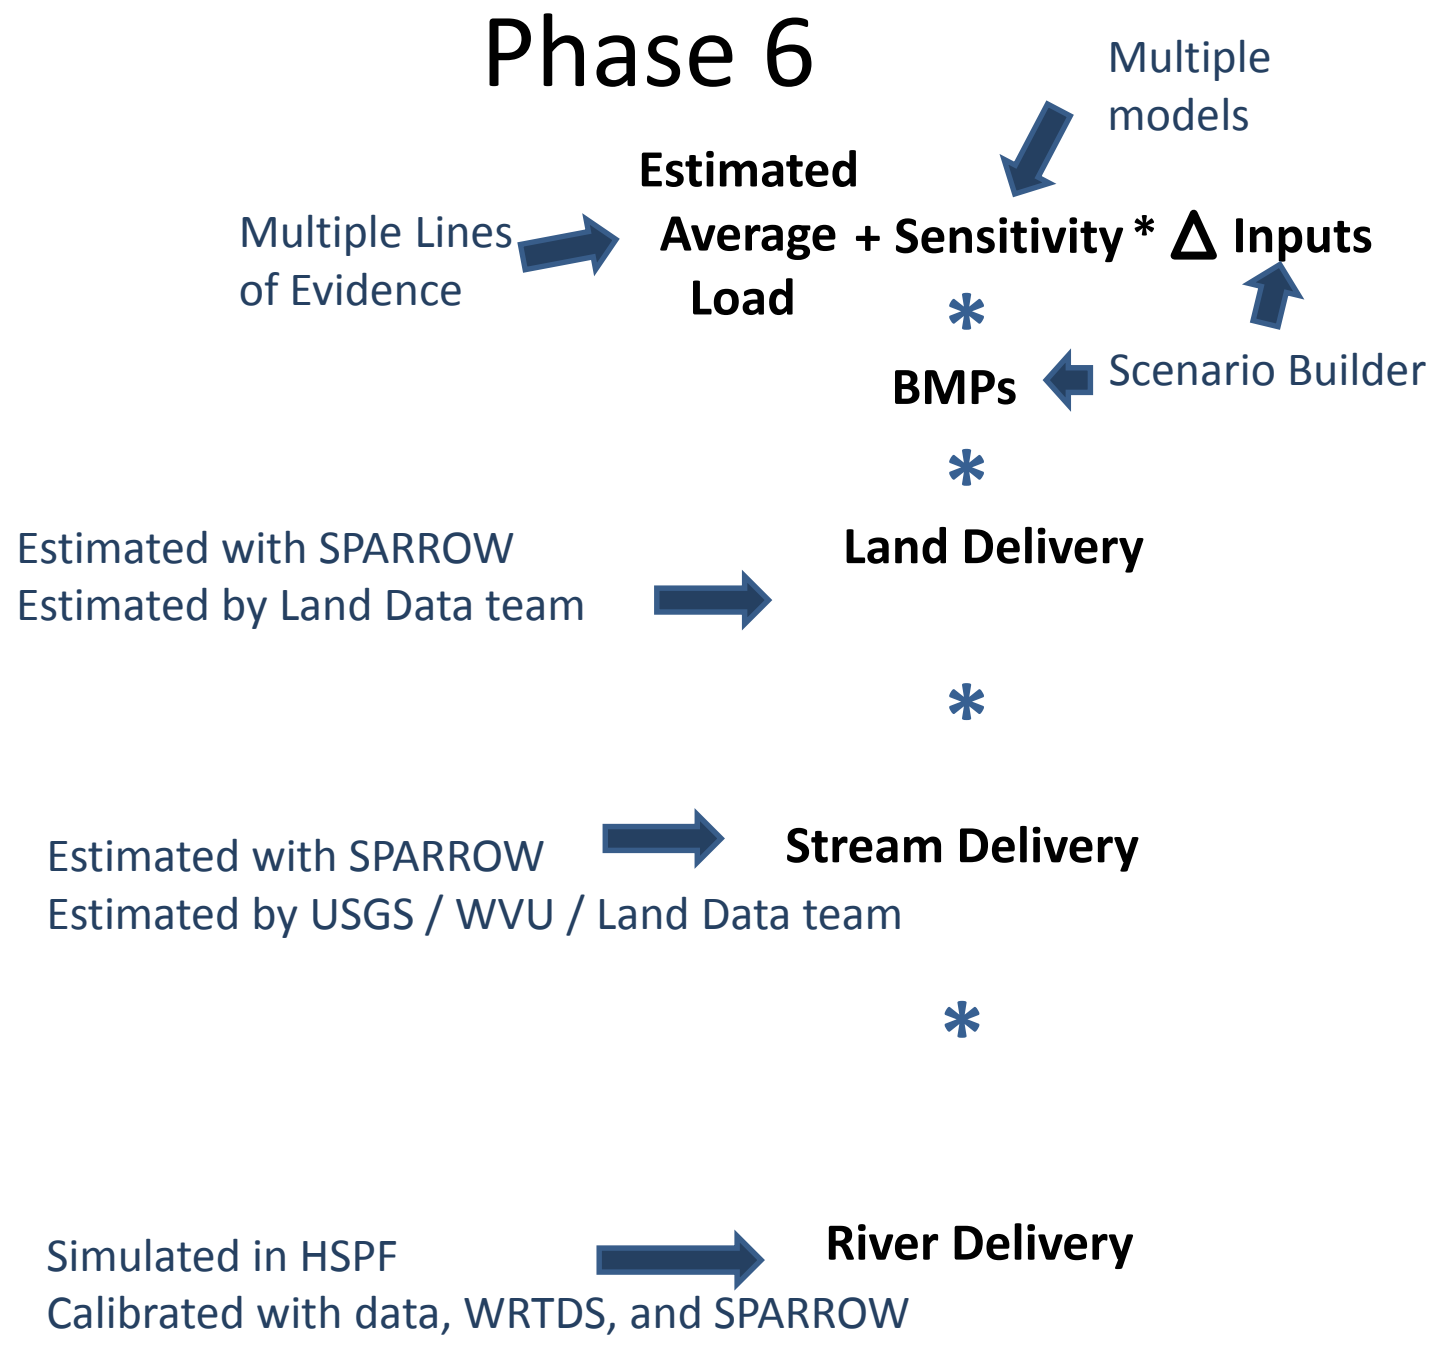 Phase 6
Multiple
models
Estimated
Multiple Lines
of Evidence
Average + Sensitivity * Δ Inputs
Load
*
BMPs
Scenario Builder
*
Land Delivery
Estimated with SPARROW
Estimated by Land Data team
*
Stream Delivery
Estimated with SPARROW
Estimated by USGS / WVU / Land Data team
*
River Delivery
Simulated in HSPF
Calibrated with data, WRTDS, and SPARROW